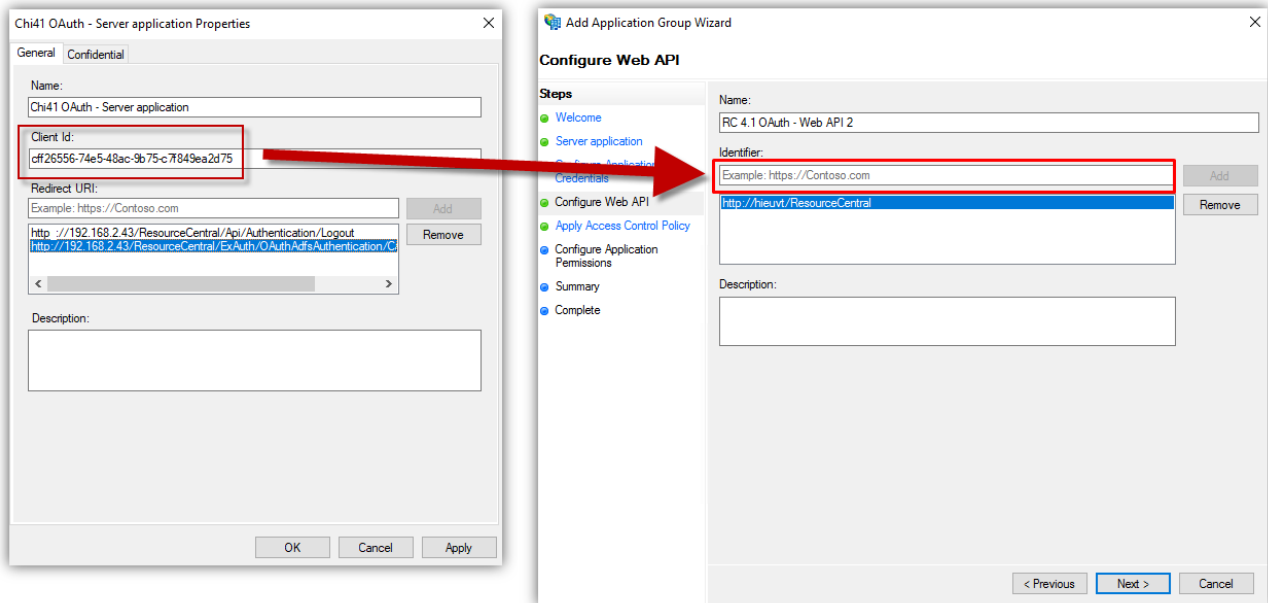 Chi41 OAuth - Server application Properties
General
Confidential
Name:
Chi41 OAuth - Server application
Client Id:
cff26556-74e5-48ac-9b75-c7f849ea2d75
Redirect URI:
Example: https://Contoso.com
Add
http ://192.168.2.43/ResourceCentral/Api/Authentication/Logout
http://192.168.2.43/ResourceCentral/ExAuth/OAuthAdfsAuthentication/
Remove
Description:
OK
Cancel
Apply
Add Application Group Wizard
Configure Web API
Steps
Welcome
Server application
Configure Application
Credentials
Configure Web API
Apply Access Control Policy
Configure Application
Permissions
Summary
Complete
Name:
RC 4.1 OAuth - Web API 2
Identifier:
Example: https://Contoso.com
Add
http://hieuvt/ResourceCentral
Remove
Description:
< Previous
Next >
Cancel